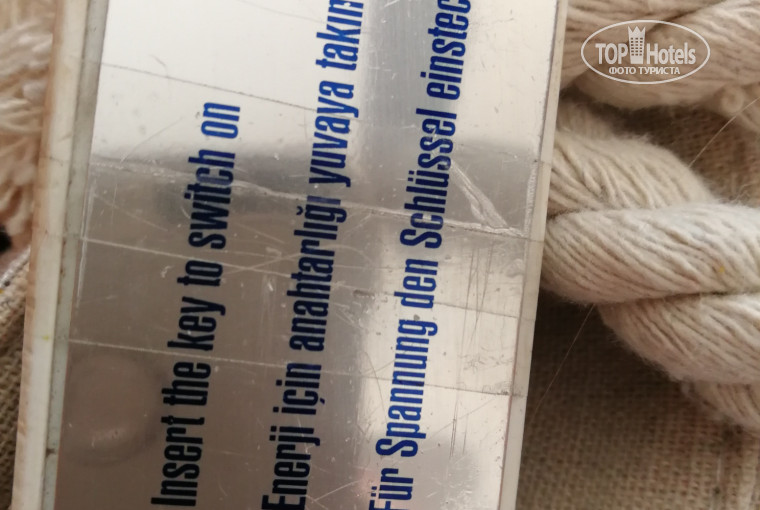 Insert the key to switch on
Enerji için anahtarlığı yuvaya takın
Für Spannung den Schlüssel einstec
TOP Hotels
ФОТО ТУРИСТА